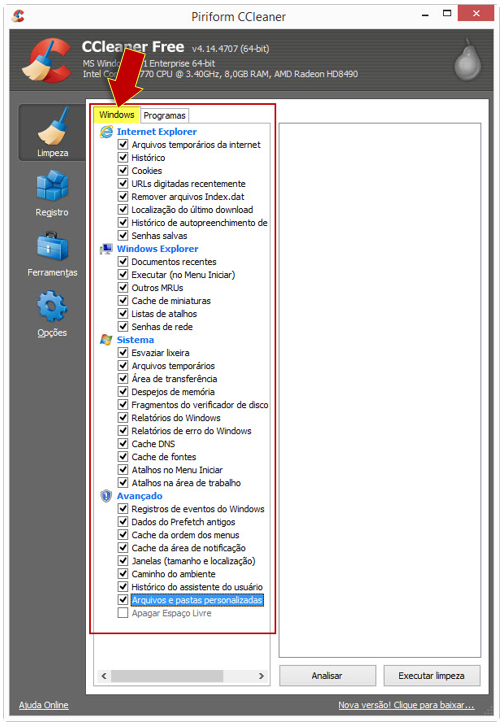 Piriform CCleaner
CCleaner Free v4.14.4707 (64-bit)
MS Windows 1 Enterprise 64-bit
Intel Co 770 CPU @ 3.40GHz, 8,0GB RAM, AMD Radeon HD8490
Limpeza
Registro
Ferramentas
Opções
Windows
Programas
Internet Explorer
Arquivos temporários da internet
Histórico
Cookies
URLs digitadas recentemente
Remover arquivos Index.dat
Localização do último download
Histórico de autopreenchimento de
Senhas salvas
Windows Explorer
Documentos recentes
Executar (no Menu Iniciar)
Outros MRUs
Cache de miniaturas
Listas de atalhos
Senhas de rede
Sistema
Esvaziar lixeira
Arquivos temporários
Área de transferência
Despejos de memória
Fragmentos do verificador de disco
Relatórios do Windows
Relatórios de erro do Windows
Cache DNS
Cache de fontes
Atalhos no Menu Iniciar
Atalhos na área de trabalho
Avançado
Registros de eventos do Windows
Dados do Prefetch antigos
Cache da ordem dos menus
Cache da área de notificação
Janelas (tamanho e localização)
Caminho do ambiente
Histórico do assistente do usuário
Arquivos e pastas personalizadas
Apagar Espaço Livre
Analisar
Executar limpeza
Ajuda Online
Nova versão! Clique para baixar...